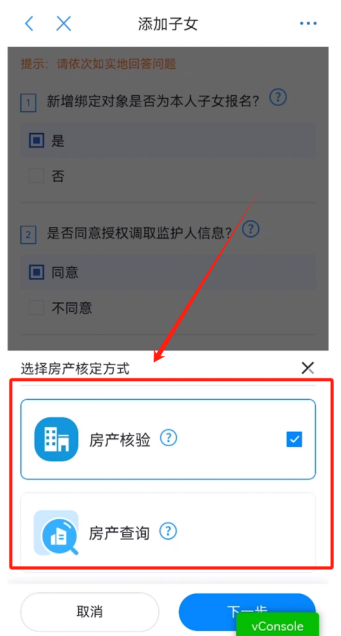 添加子女
提示：请依次如实地回答问题
1 新增绑定对象是否为本人子女报名？ ?
是
否
2 是否同意授权调取监护人信息？ ?
同意
不同意
选择房产核定方式
房产核验 ?
房产查询 ?
取消
下一步
vConsole